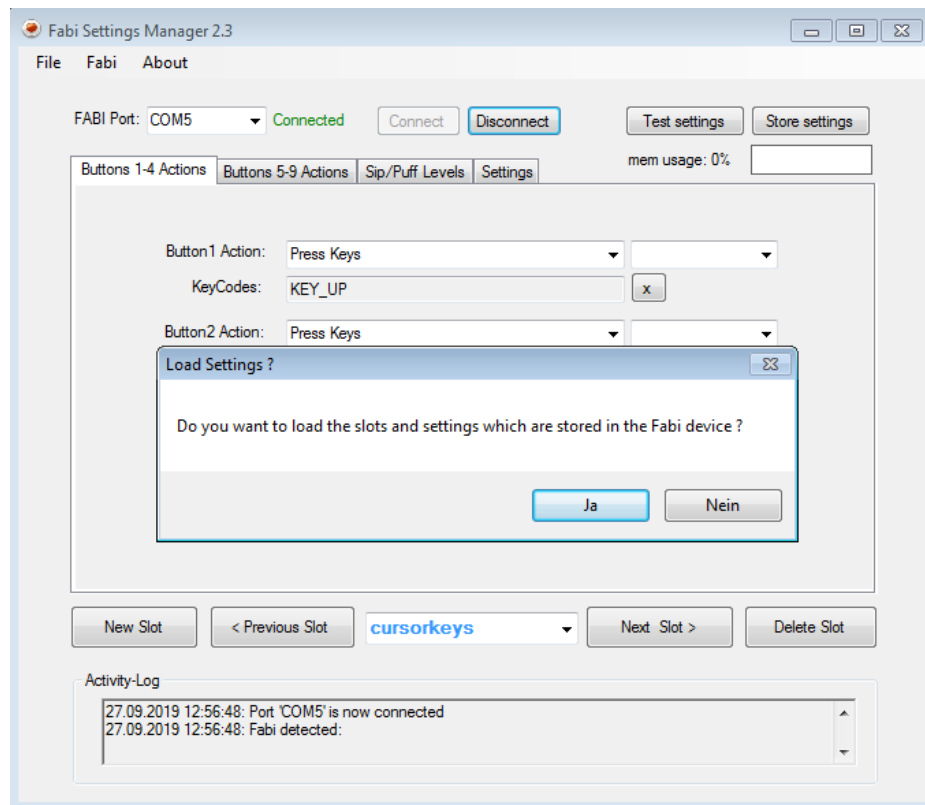 Fabi Settings Manager 2.3
File Fabi About
FABI Port: COM5 Connected Connect Disconnect Test settings Store settings
mem usage: 0%
Buttons 1-4 Actions Buttons 5-9 Actions Sip/Puff Levels Settings
Button1 Action: Press Keys
KeyCodes: KEY_UP x
Button2 Action: Press Keys
Load Settings ?
Do you want to load the slots and settings which are stored in the Fabi device ?
Ja Nein
New Slot < Previous Slot cursorkeys Next Slot > Delete Slot
Activity-Log
27.09.2019 12:56:48: Port 'COM5' is now connected
27.09.2019 12:56:48: Fabi detected: